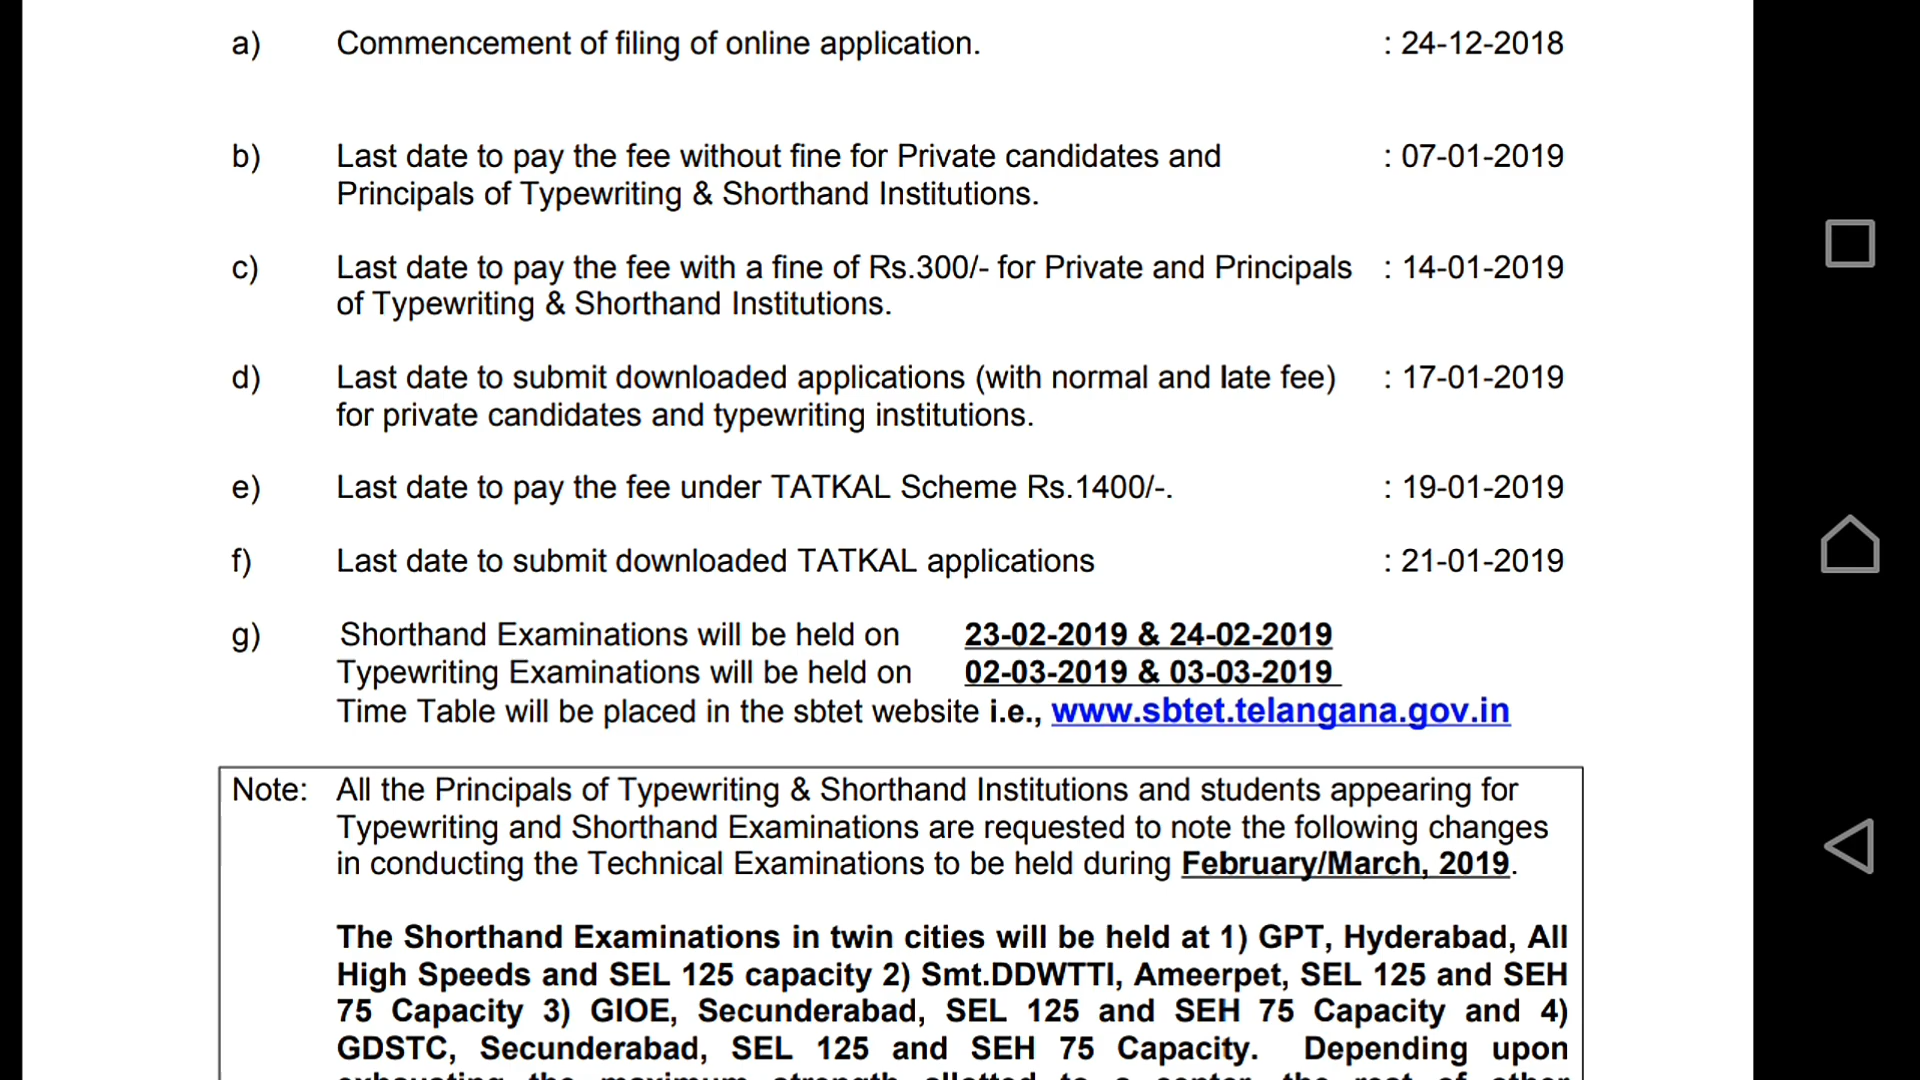 a) Commencement of filing of online application. : 24-12-2018
b) Last date to pay the fee without fine for Private candidates and : 07-01-2019
Principals of Typewriting & Shorthand Institutions.
c) Last date to pay the fee with a fine of Rs.300/- for Private and Principals : 14-01-2019
of Typewriting & Shorthand Institutions.
d) Last date to submit downloaded applications (with normal and late fee) : 17-01-2019
for private candidates and typewriting institutions.
e) Last date to pay the fee under TATKAL Scheme Rs.1400/-. : 19-01-2019
f) Last date to submit downloaded TATKAL applications : 21-01-2019
g) Shorthand Examinations will be held on 23-02-2019 & 24-02-2019
Typewriting Examinations will be held on 02-03-2019 & 03-03-2019
Time Table will be placed in the sbtet website i.e., www.sbtet.telangana.gov.in
Note: All the Principals of Typewriting & Shorthand Institutions and students appearing for
Typewriting and Shorthand Examinations are requested to note the following changes
in conducting the Technical Examinations to be held during February/March, 2019.
The Shorthand Examinations in twin cities will be held at 1) GPT, Hyderabad, All
High Speeds and SEL 125 capacity 2) Smt.DDWTTI, Ameerpet, SEL 125 and SEH
75 Capacity 3) GIOE, Secunderabad, SEL 125 and SEH 75 Capacity and 4)
GDSTC, Secunderabad, SEL 125 and SEH 75 Capacity. Depending upon